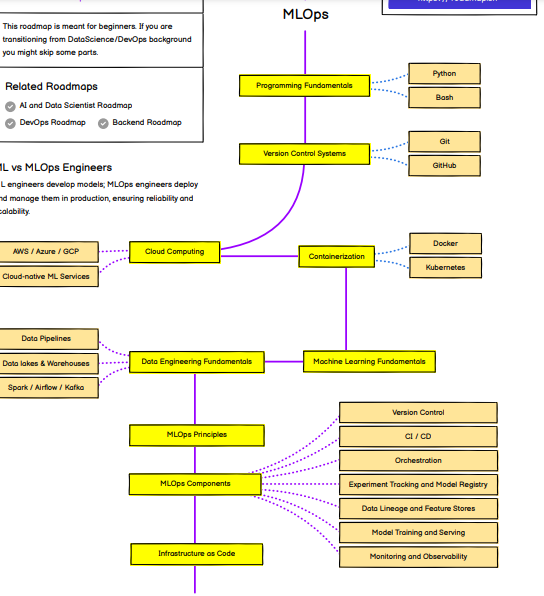 MLOps
This roadmap is meant for beginners. If you are
transitioning from DataScience/DevOps background
you might skip some parts.
Related Roadmaps
AI and Data Scientist Roadmap
DevOps Roadmap
Backend Roadmap
Programming Fundamentals
Python
Bash
Version Control Systems
Git
GitHub
ML vs MLOps Engineers
L engineers develop models; MLOps engineers deploy
nd manage them in production, ensuring reliability and
calability.
AWS / Azure / GCP
Cloud-native ML Services
Cloud Computing
Containerization
Docker
Kubernetes
Data Pipelines
Data lakes & Warehouses
Spark / Airflow / Kafka
Data Engineering Fundamentals
Machine Learning Fundamentals
MLOps Principles
MLOps Components
Version Control
CI / CD
Orchestration
Experiment Tracking and Model Registry
Data Lineage and Feature Stores
Model Training and Serving
Monitoring and Observability
Infrastructure as Code